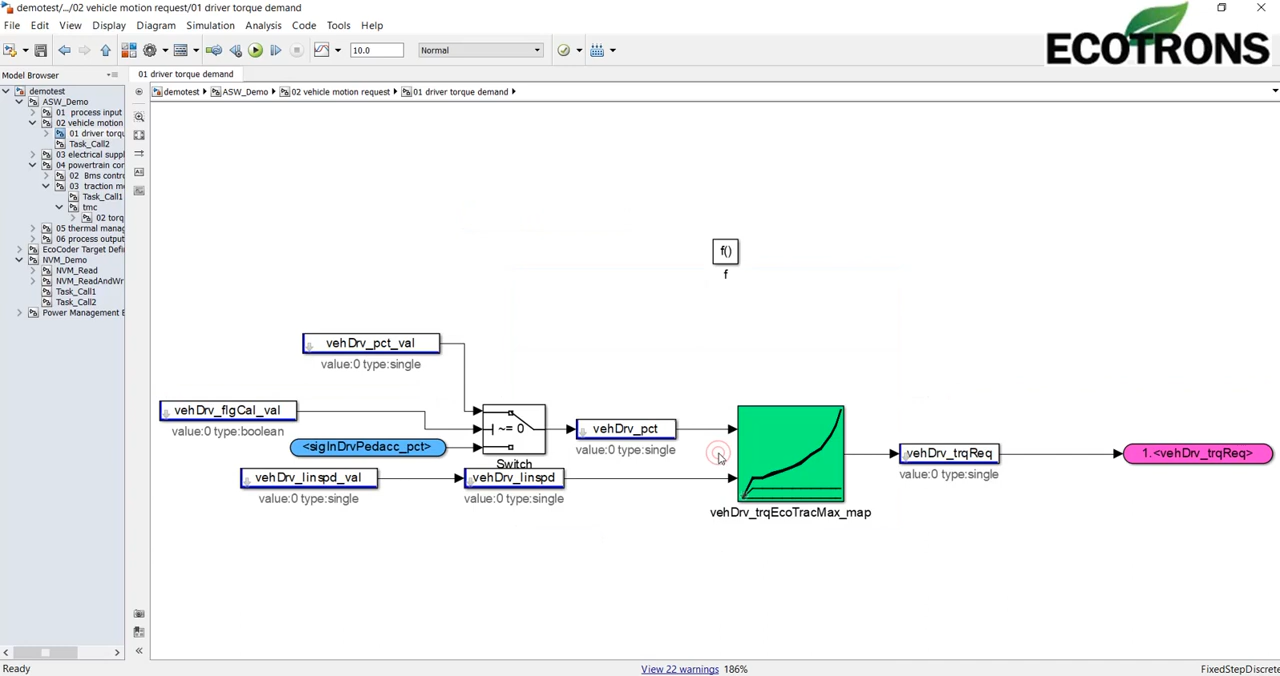 demotest/.../02 vehicle motion request/01 driver torque demand
File Edit View Display Diagram Simulation Analysis Code Tools Help
10.0
Normal
ECOTRONS
Model Browser
01 driver torque demand
demotest
ASW_Demo
02 vehicle motion request
01 driver torque demand
demotest
ASW_Demo
01 process input
02 vehicle motion
01 driver torqu
Task_Call2
03 electrical suppl
04 powertrain con
02 Bms contr
03 traction m
Task_Call1
tmc
02 torq
05 thermal manag
06 process output
EcoCoder Target Defin
NVM_Demo
NVM_Read
NVM_ReadAndWr
Task_Call1
Task_Call2
Power Management E
f()
f
vehDrv_pct_val
value:0 type:single
vehDrv_flgCal_val
value:0 type:boolean
<sigInDrvPedacc_pct>
~= 0
Switch
vehDrv_pct
value:0 type:single
vehDrv_linspd_val
value:0 type:single
vehDrv_linspd
value:0 type:single
vehDrv_trqEcoTracMax_map
vehDrv_trqReq
value:0 type:single
1.<vehDrv_trqReq>
Ready
View 22 warnings
186%
FixedStepDiscrete